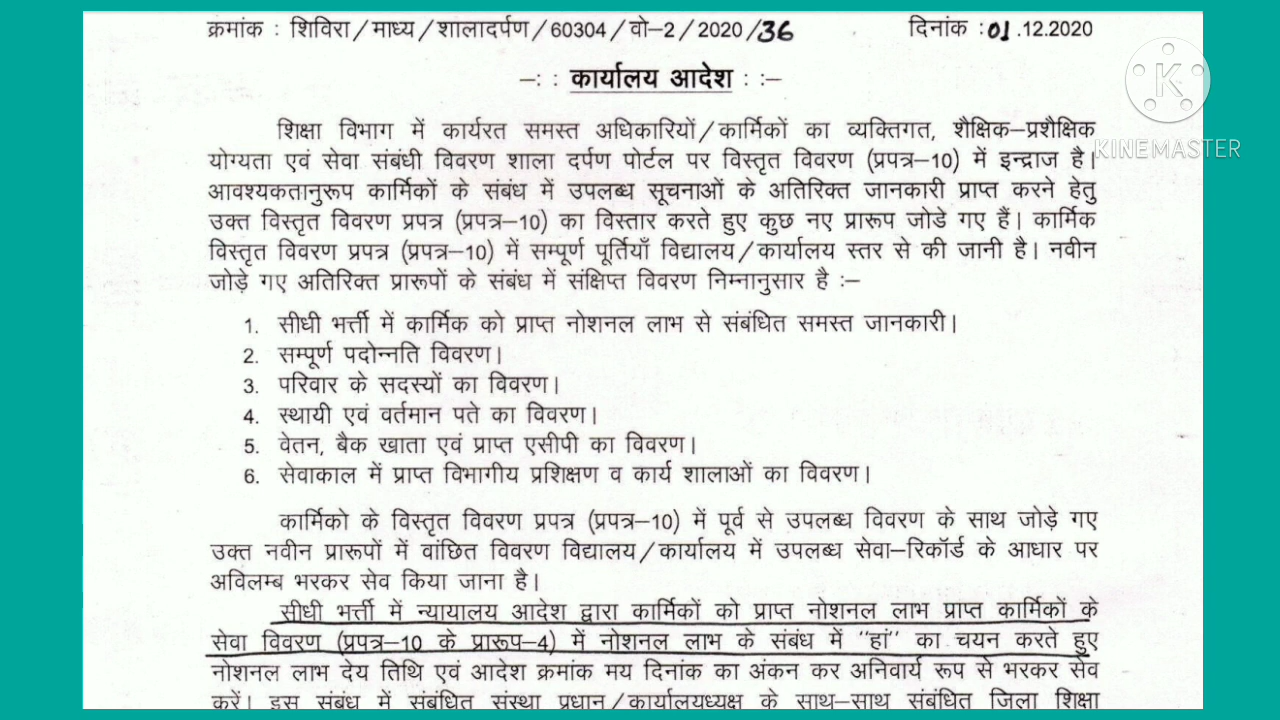 क्रमांक : शिविरा/माध्य/शालादर्पण/60304/वो–2/2020/36 दिनांक :01.12.2020
–: : कार्यालय आदेश : :–
K
KINEMASTER
शिक्षा विभाग में कार्यरत समस्त अधिकारियों/कार्मिकों का व्यक्तिगत, शैक्षिक–प्रशैक्षिक
योग्यता एवं सेवा संबंधी विवरण शाला दर्पण पोर्टल पर विस्तृत विवरण (प्रपत्र–10) में इन्द्राज है।
आवश्यकतानुरूप कार्मिकों के संबंध में उपलब्ध सूचनाओं के अतिरिक्त जानकारी प्राप्त करने हेतु
उक्त विस्तृत विवरण प्रपत्र (प्रपत्र–10) का विस्तार करते हुए कुछ नए प्रारूप जोडे गए हैं। कार्मिक
विस्तृत विवरण प्रपत्र (प्रपत्र–10) में सम्पूर्ण पूर्तियाँ विद्यालय/कार्यालय स्तर से की जानी है। नवीन
जोड़े गए अतिरिक्त प्रारूपों के संबंध में संक्षिप्त विवरण निम्नानुसार है :–
1. सीधी भर्त्ती में कार्मिक को प्राप्त नोशनल लाभ से संबंधित समस्त जानकारी।
2. सम्पूर्ण पदोन्नति विवरण।
3. परिवार के सदस्यों का विवरण।
4. स्थायी एवं वर्तमान पते का विवरण।
5. वेतन, बैक खाता एवं प्राप्त एसीपी का विवरण।
6. सेवाकाल में प्राप्त विभागीय प्रशिक्षण व कार्य शालाओं का विवरण।
कार्मिको के विस्तृत विवरण प्रपत्र (प्रपत्र–10) में पूर्व से उपलब्ध विवरण के साथ जोड़े गए
उक्त नवीन प्रारूपों में वांछित विवरण विद्यालय/कार्यालय में उपलब्ध सेवा–रिकॉर्ड के आधार पर
अविलम्ब भरकर सेव किया जाना है।
सीधी भर्त्ती में न्यायालय आदेश द्वारा कार्मिकों को प्राप्त नोशनल लाभ प्राप्त कार्मिकों के
सेवा विवरण (प्रपत्र–10 के प्रारूप–4) में नोशनल लाभ के संबंध में "हां" का चयन करते हुए
नोशनल लाभ देय तिथि एवं आदेश क्रमांक मय दिनांक का अंकन कर अनिवार्य रूप से भरकर सेव
करें। इस संबंध में संबंधित संस्था प्रधान/कार्यालयध्यक्ष के साथ–साथ संबंधित जिला शिक्षा